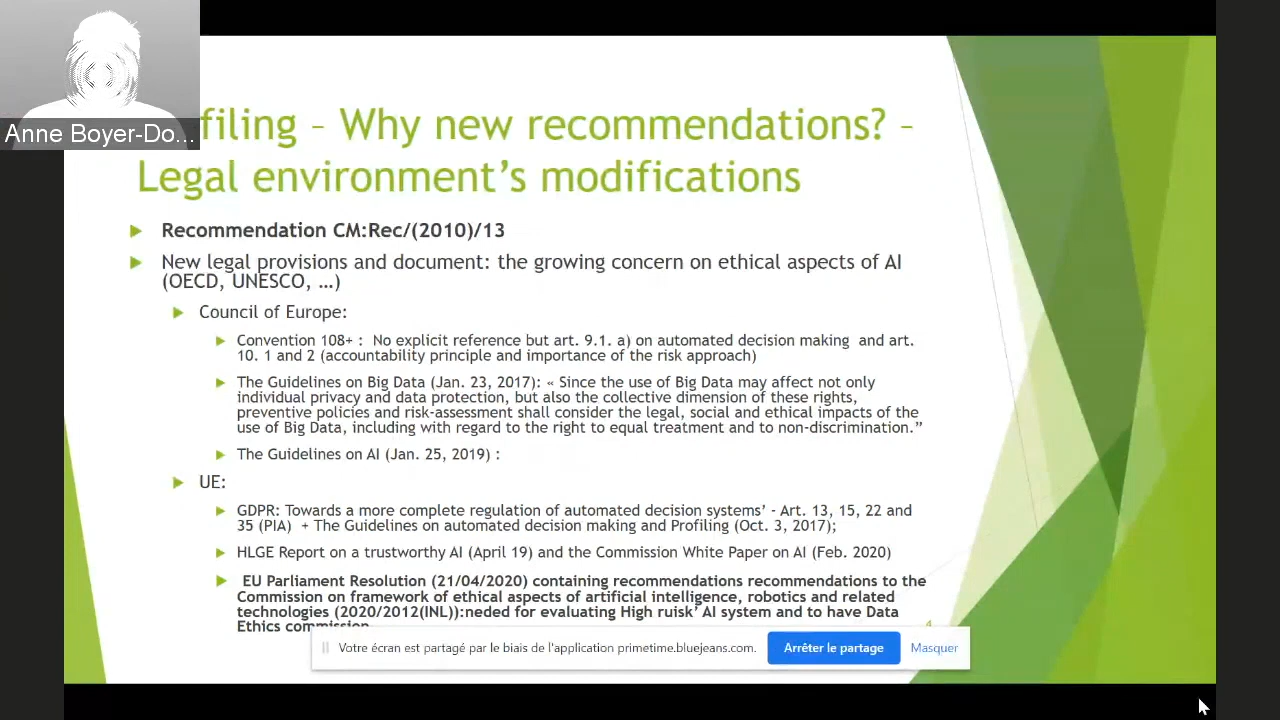 Anne Boyer-Do...
filing – Why new recommendations? –
Legal environment's modifications
Recommendation CM:Rec/(2010)/13
New legal provisions and document: the growing concern on ethical aspects of AI
(OECD, UNESCO, …)
Council of Europe:
Convention 108+ : No explicit reference but art. 9.1. a) on automated decision making and art.
10. 1 and 2 (accountability principle and importance of the risk approach)
The Guidelines on Big Data (Jan. 23, 2017): « Since the use of Big Data may affect not only
individual privacy and data protection, but also the collective dimension of these rights,
preventive policies and risk-assessment shall consider the legal, social and ethical impacts of the
use of Big Data, including with regard to the right to equal treatment and to non-discrimination.”
The Guidelines on AI (Jan. 25, 2019) :
UE:
GDPR: Towards a more complete regulation of automated decision systems’ - Art. 13, 15, 22 and
35 (PIA) + The Guidelines on automated decision making and Profiling (Oct. 3, 2017);
HLGE Report on a trustworthy AI (April 19) and the Commission White Paper on AI (Feb. 2020)
EU Parliament Resolution (21/04/2020) containing recommendations recommendations to the
Commission on framework of ethical aspects of artificial intelligence, robotics and related
technologies (2020/2012(INL)):neded for evaluating High ruisk’ AI system and to have Data
Ethics commission
4
Votre écran est partagé par le biais de l'application primetime.bluejeans.com.
Arrêter le partage
Masquer